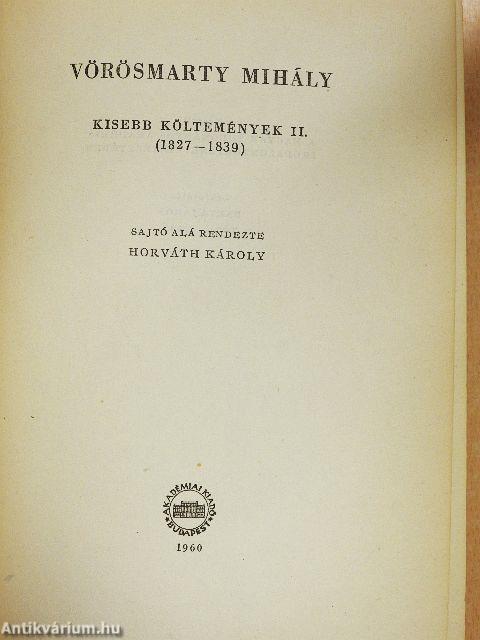 VÖRÖSMARTY MIHÁLY
KISEBB KÖLTEMÉNYEK II.
(1827—1839)
SAJTÓ ALÁ RENDEZTE
HORVÁTH KÁROLY
AKADÉMIAI KIADÓ
BUDAPEST
1960
Antikvárium.hu